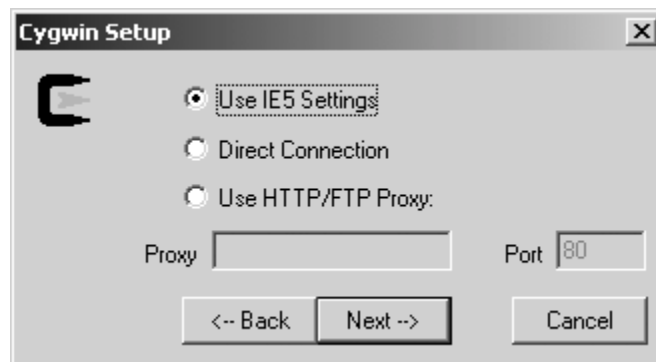 Cygwin Setup
Use IE5 Settings
Direct Connection
Use HTTP/FTP Proxy:
Proxy Port 80
<-- Back Next --> Cancel